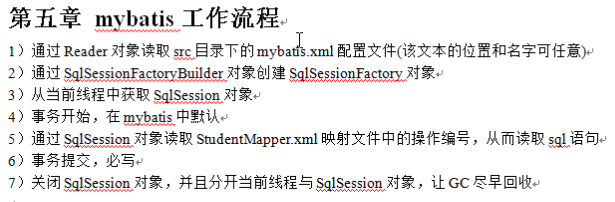 第五章 mybatis 工作流程
1）通过 Reader 对象读取 src 目录下的 mybatis.xml 配置文件(该文本的位置和名字可任意)
2）通过 SqlSessionFactoryBuilder 对象创建 SqlSessionFactory 对象
3）从当前线程中获取 SqlSession 对象
4）事务开始，在 mybatis 中默认
5）通过 SqlSession 对象读取 StudentMapper.xml 映射文件中的操作编号，从而读取 sql 语句
6）事务提交，必写
7）关闭 SqlSession 对象，并且分开当前线程与 SqlSession 对象，让 GC 尽早回收